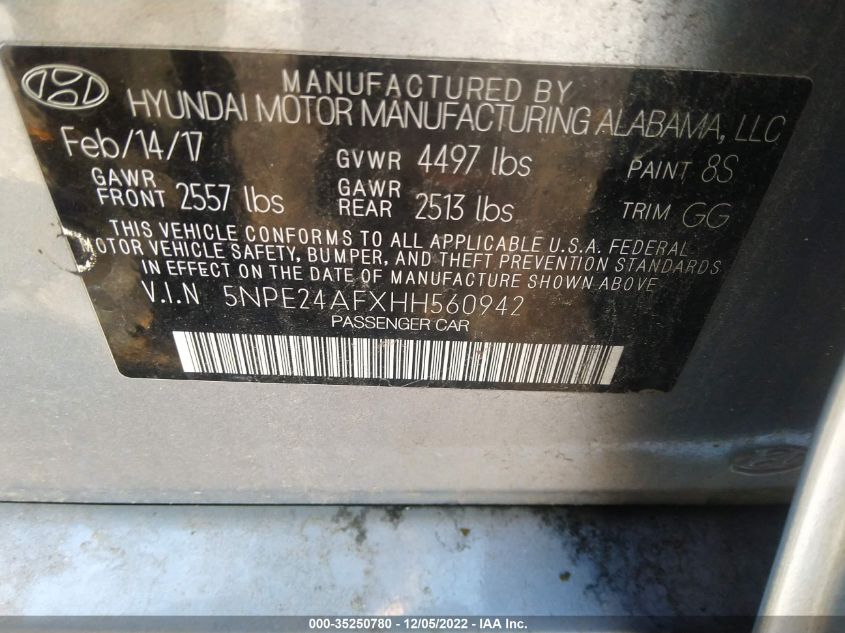 MANUFACTURED BY
HYUNDAI MOTOR MANUFACTURING ALABAMA, LLC
Feb/14/17 GVWR 4497 lbs PAINT 8S
GAWR FRONT 2557 lbs GAWR REAR 2513 lbs TRIM GG
THIS VEHICLE CONFORMS TO ALL APPLICABLE U.S.A. FEDERAL
MOTOR VEHICLE SAFETY, BUMPER, AND THEFT PREVENTION STANDARDS
IN EFFECT ON THE DATE OF MANUFACTURE SHOWN ABOVE
V.I.N 5NPE24AFXHH560942
PASSENGER CAR
000-35250780 - 12/05/2022 - IAA Inc.